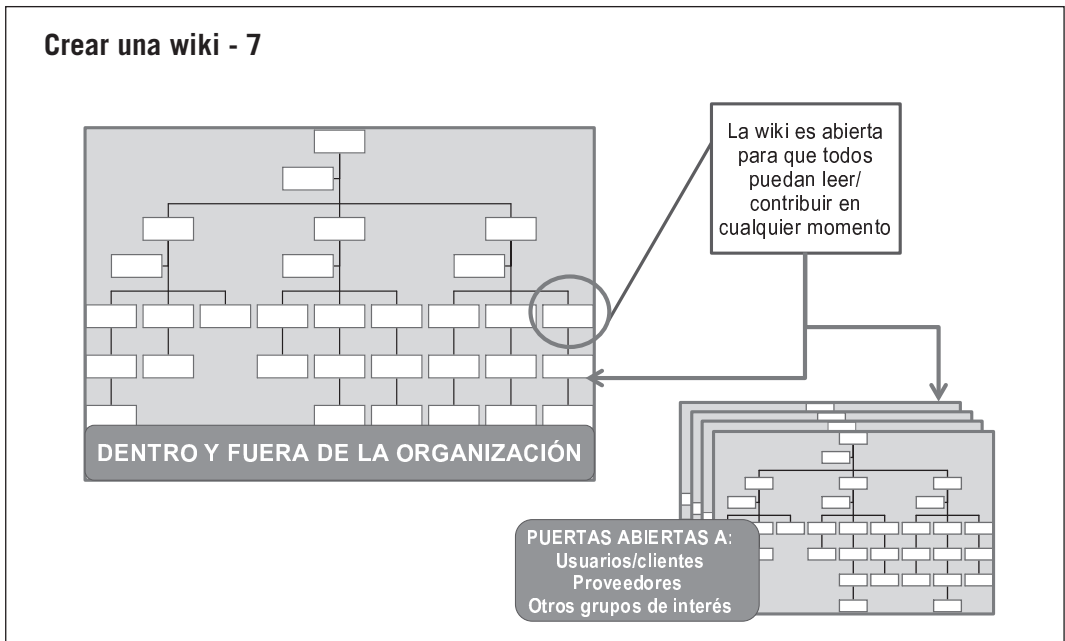 Crear una wiki - 7
La wiki es abierta
para que todos
puedan leer/
contribuir en
cualquier momento
DENTRO Y FUERA DE LA ORGANIZACIÓN
PUERTAS ABIERTAS A:
Usuarios/clientes
Proveedores
Otros grupos de interés